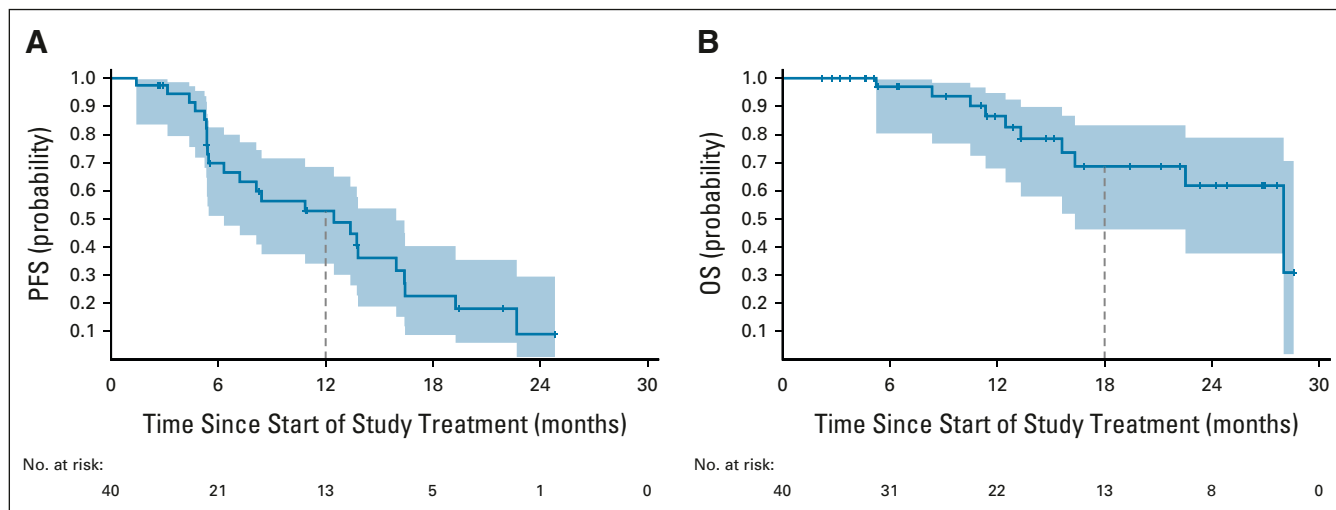 A
PFS (probability)
1.0
0.9
0.8
0.7
0.6
0.5
0.4
0.3
0.2
0.1
0 6 12 18 24 30
Time Since Start of Study Treatment (months)
No. at risk:
40 21 13 5 1 0
B
OS (probability)
1.0
0.9
0.8
0.7
0.6
0.5
0.4
0.3
0.2
0.1
0 6 12 18 24 30
Time Since Start of Study Treatment (months)
No. at risk:
40 31 22 13 8 0